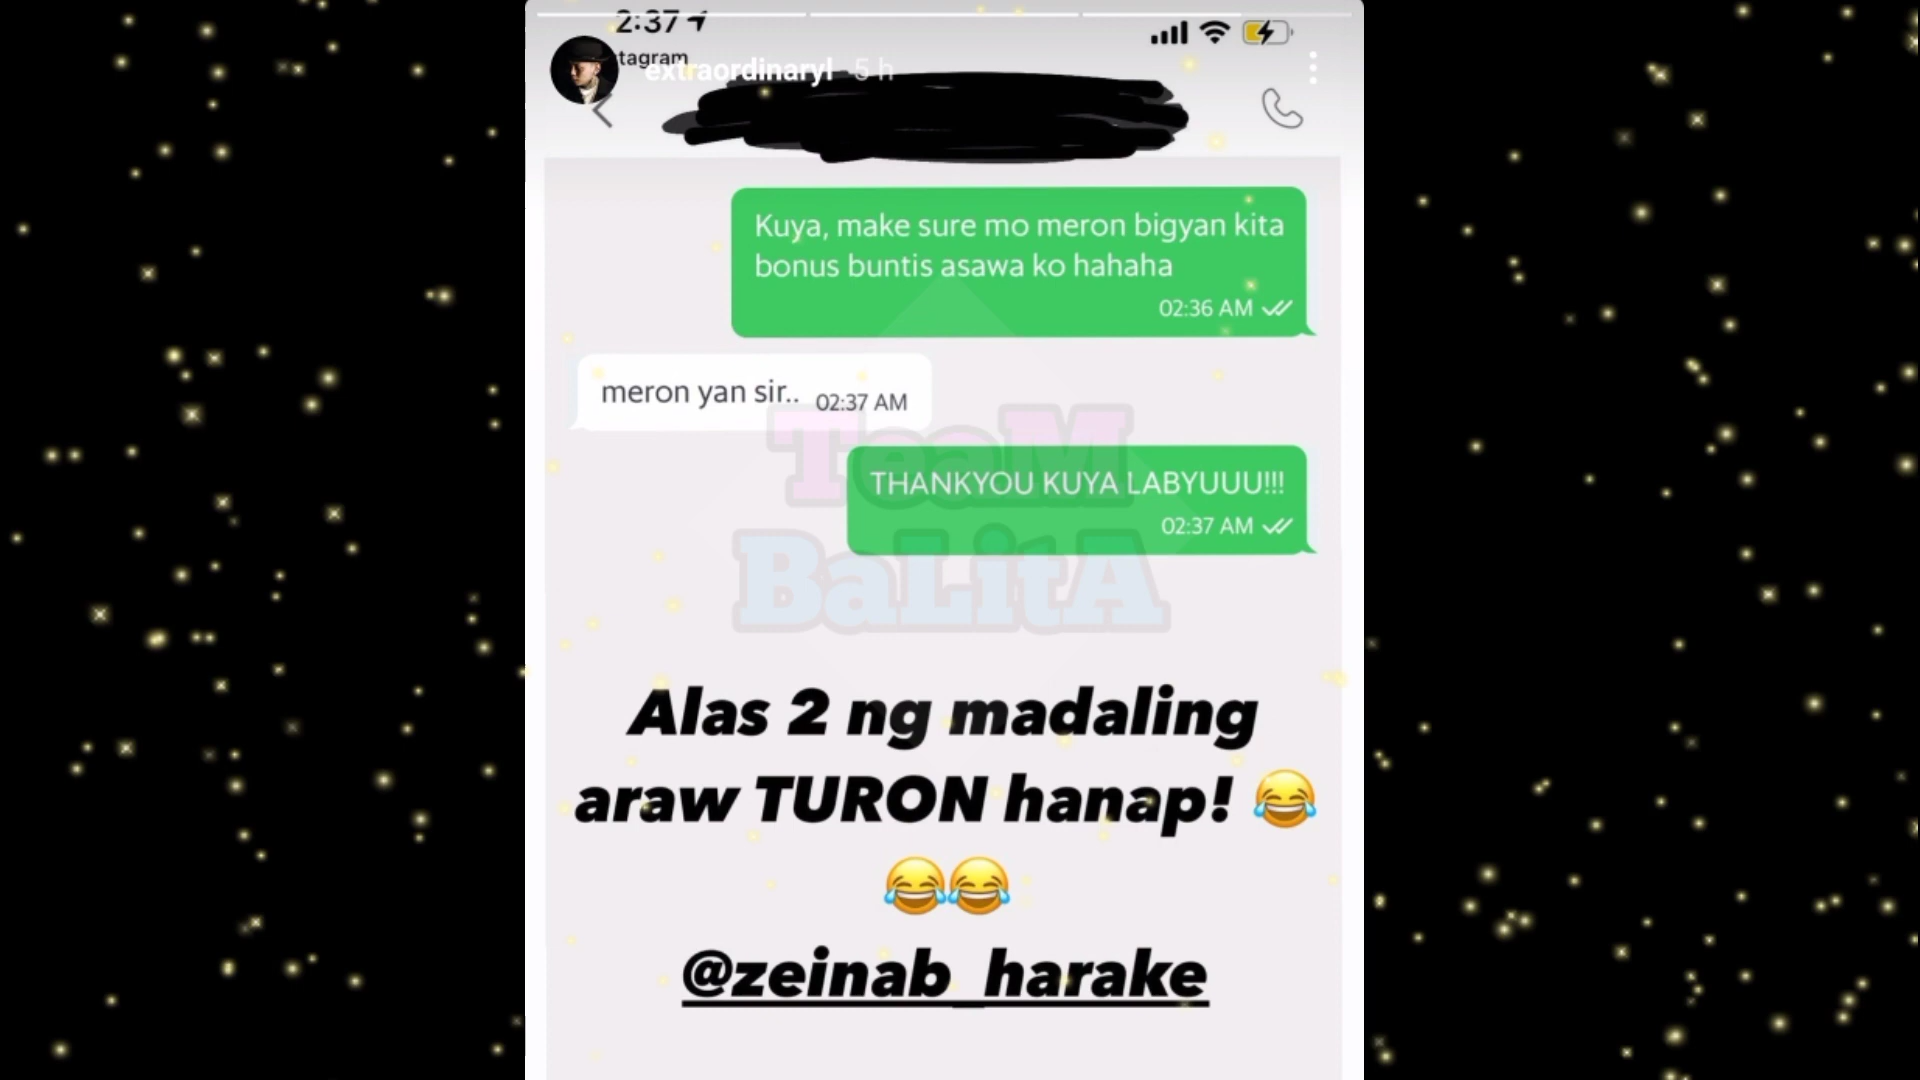 2:37
tagram
extraordinaryl 5 h
Kuya, make sure mo meron bigyan kita
bonus buntis asawa ko hahaha
02:36 AM
meron yan sir.. 02:37 AM
THANKYOU KUYA LABYUUU!!!
02:37 AM
TeaM
BaLitA
Alas 2 ng madaling
araw TURON hanap! 😂
😂😂
@zeinab_harake